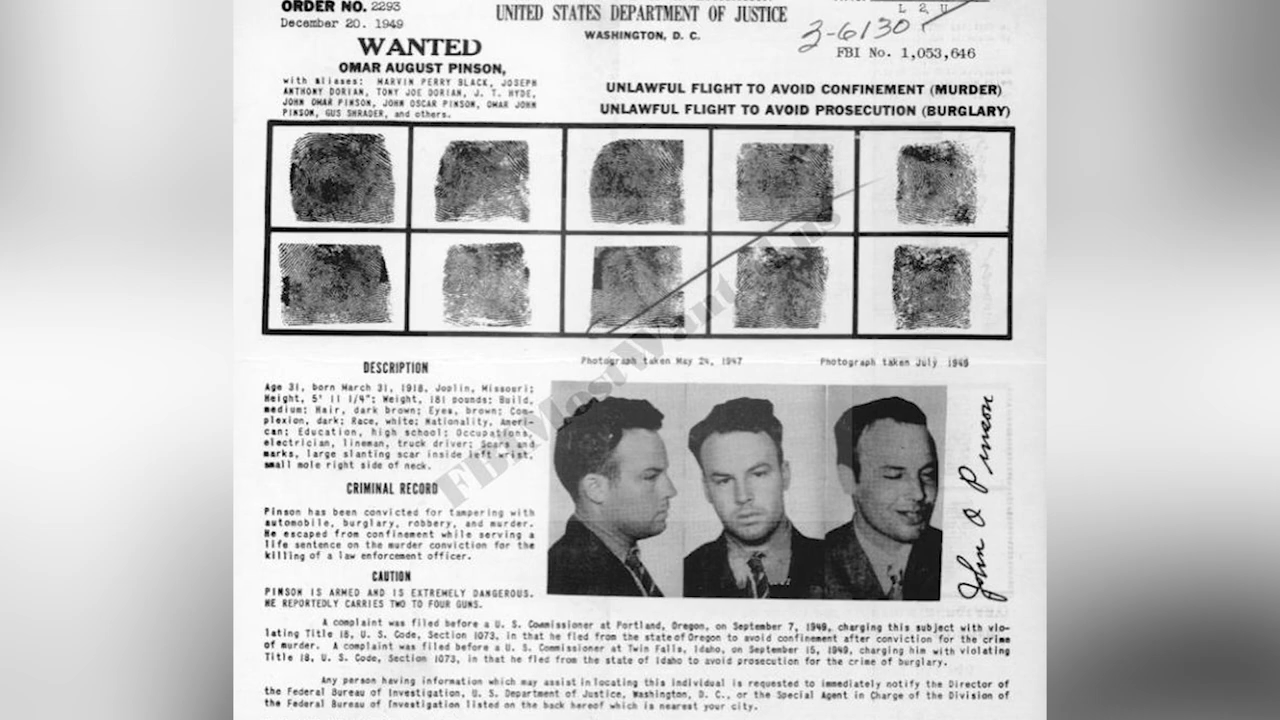 ORDER NO. 2293
December 20, 1949
UNITED STATES DEPARTMENT OF JUSTICE
WASHINGTON, D. C.
L 2 U
3-6130
FBI No. 1,053,646
WANTED
OMAR AUGUST PINSON,
with aliases: MARVIN PERRY BLACK, JOSEPH
ANTHONY DORIAN, TONY JOE DORIAN, J. T. HYDE,
JOHN OMAR PINSON, JOHN OSCAR PINSON, OMAR JOHN
PINSON, GUS SHRADER, and others.
UNLAWFUL FLIGHT TO AVOID CONFINEMENT (MURDER)
UNLAWFUL FLIGHT TO AVOID PROSECUTION (BURGLARY)
Photograph taken May 24, 1947
Photograph taken July 1949
DESCRIPTION
Age 31, born March 31, 1918, Joplin, Missouri;
Height, 5' 11 1/4"; Weight, 181 pounds; Build,
medium; Hair, dark brown; Eyes, brown; Com-
plexion, dark; Race, white; Nationality, Ameri-
can; Education, high school; Occupations,
electrician, lineman, truck driver; Scars and
marks, large slanting scar inside left wrist,
small mole right side of neck.
CRIMINAL RECORD
Pinson has been convicted for tampering with
automobile, burglary, robbery, and murder.
He escaped from confinement while serving a
life sentence on the murder conviction for the
killing of a law enforcement officer.
CAUTION
PINSON IS ARMED AND IS EXTREMELY DANGEROUS.
HE REPORTEDLY CARRIES TWO TO FOUR GUNS.
John O Pinson
A complaint was filed before a U. S. Commissioner at Portland, Oregon, on September 7, 1949, charging this subject with vio-
lating Title 18, U. S. Code, Section 1073, in that he fled from the state of Oregon to avoid confinement after conviction for the crime
of murder. A complaint was filed before a U. S. Commissioner at Twin Falls, Idaho, on September 15, 1949, charging him with violating
Title 18, U. S. Code, Section 1073, in that he fled from the state of Idaho to avoid prosecution for the crime of burglary.
Any person having information which may assist in locating this individual is requested to immediately notify the Director of
the Federal Bureau of Investigation, U. S. Department of Justice, Washington, D. C., or the Special Agent in Charge of the Division of
the Federal Bureau of Investigation listed on the back hereof which is nearest your city.
FBIMostWanted.us